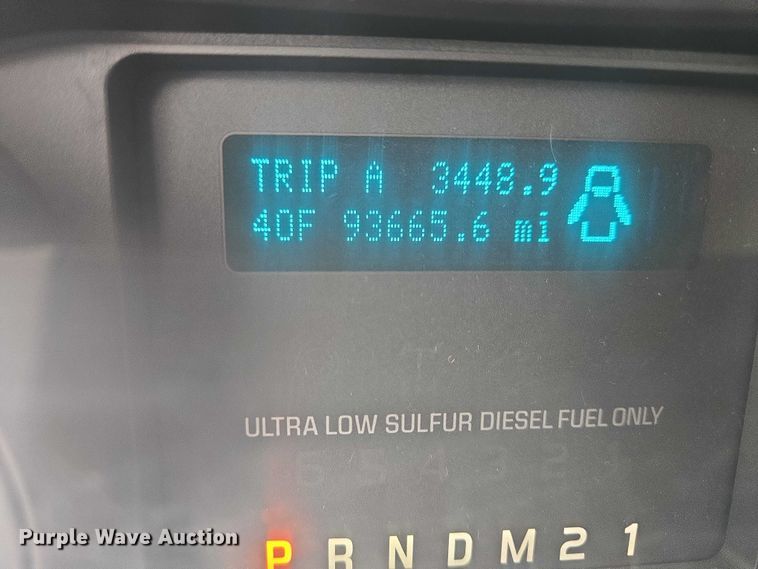 TRIP A 3448.9
40F 93665.6 mi
ULTRA LOW SULFUR DIESEL FUEL ONLY
P R N D M 2 1
Purple Wave Auction